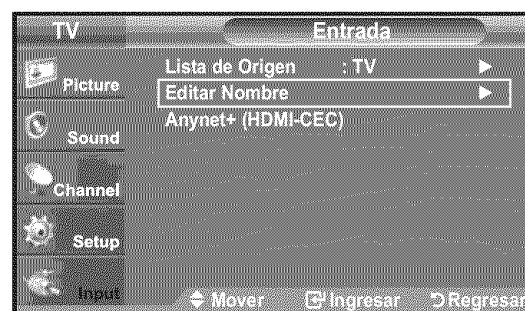 TV
Entrada
Picture
Sound
Channel
Setup
Input
Lista de Origen : TV
Editar Nombre
Anynet+ (HDMI-CEC)
Mover Ingresar Regresar